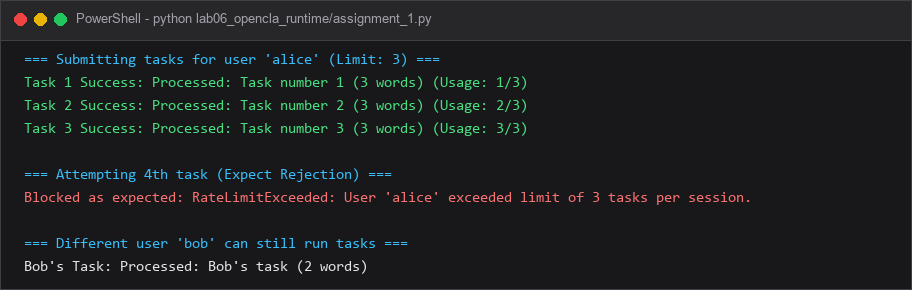 PowerShell - python lab06_opencla_runtime/assignment_1.py
=== Submitting tasks for user 'alice' (Limit: 3) ===
Task 1 Success: Processed: Task number 1 (3 words) (Usage: 1/3)
Task 2 Success: Processed: Task number 2 (3 words) (Usage: 2/3)
Task 3 Success: Processed: Task number 3 (3 words) (Usage: 3/3)
=== Attempting 4th task (Expect Rejection) ===
Blocked as expected: RateLimitExceeded: User 'alice' exceeded limit of 3 tasks per session.
=== Different user 'bob' can still run tasks ===
Bob's Task: Processed: Bob's task (2 words)